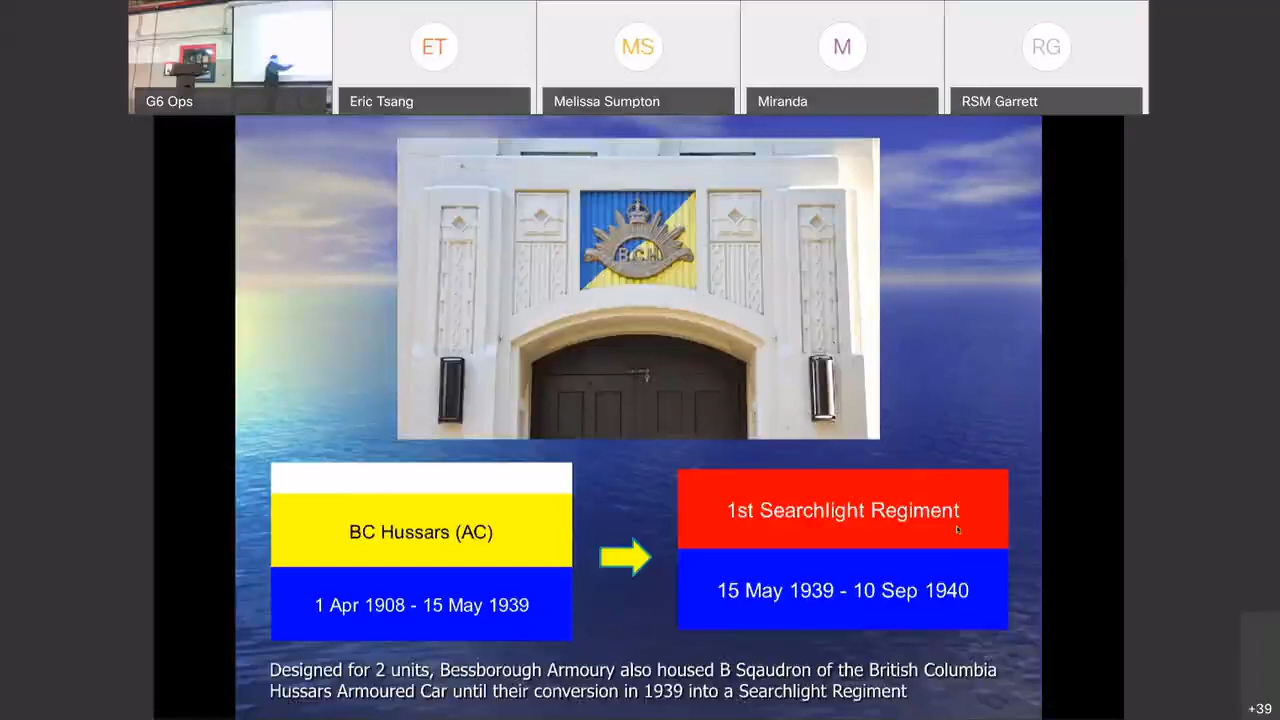 ET
MS
M
RG
G6 Ops
Eric Tsang
Melissa Sumpton
Miranda
RSM Garrett
B.C.H.
BC Hussars (AC)
1 Apr 1908 - 15 May 1939
1st Searchlight Regiment
15 May 1939 - 10 Sep 1940
Designed for 2 units, Bessborough Armoury also housed B Sqaudron of the British Columbia
Hussars Armoured Car until their conversion in 1939 into a Searchlight Regiment
+39